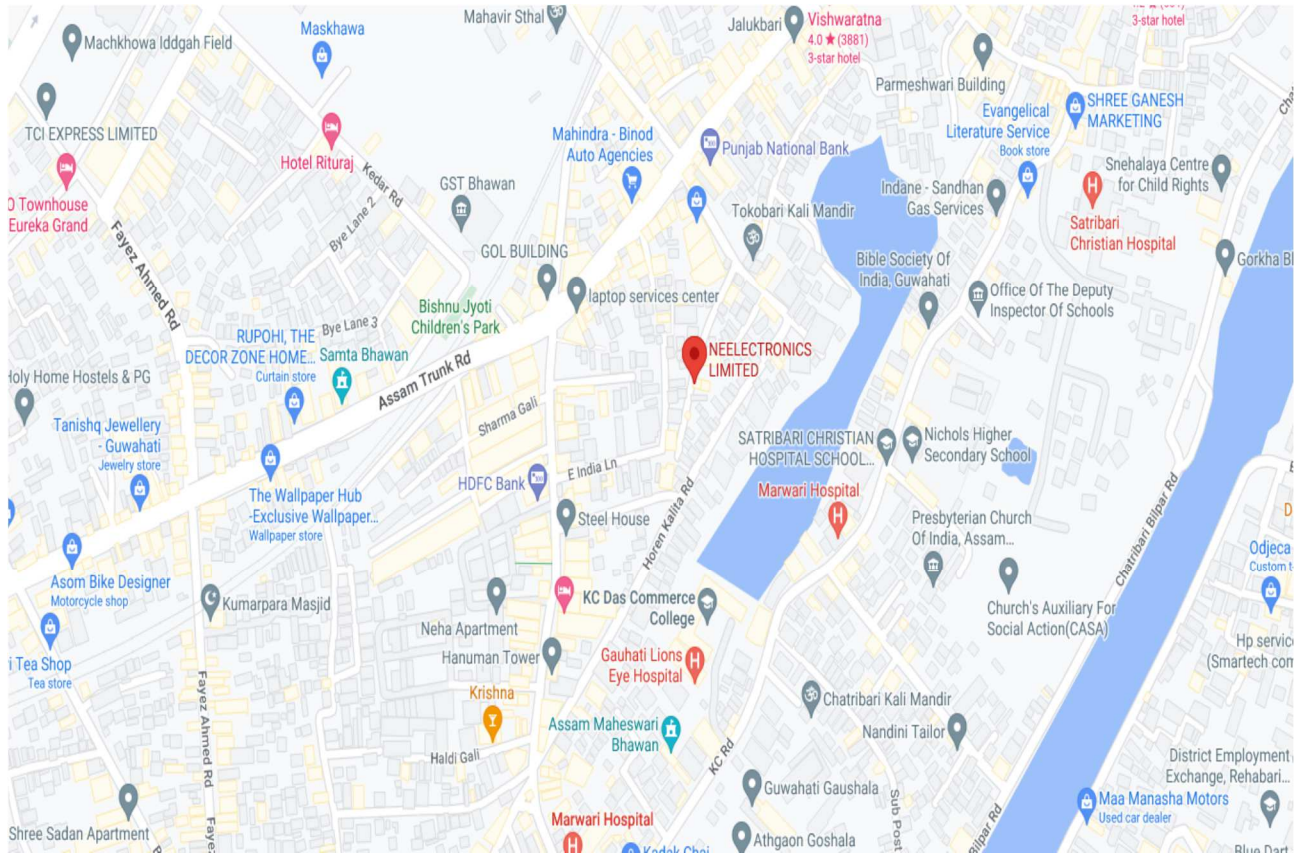 Machkhowa Iddgah Field
Maskhawa
Mahavir Sthal
Jalukbari
Vishwaratna
4.0 ★ (3881)
3-star hotel
3-star hotel
Parmeshwari Building
TCI EXPRESS LIMITED
Hotel Rituraj
Kedar Rd
Mahindra - Binod
Auto Agencies
Punjab National Bank
Evangelical
Literature Service
Book store
SHREE GANESH
MARKETING
Snehalaya Centre
for Child Rights
O Townhouse
Eureka Grand
Fayez Ahmed Rd
Bye Lane 2
GST Bhawan
Tokobari Kali Mandir
Indane - Sandhan
Gas Services
Satribari
Christian Hospital
GOL BUILDING
laptop services center
Bible Society Of
India, Guwahati
Office Of The Deputy
Inspector Of Schools
Gorkha Bl
Bishnu Jyoti
Children's Park
Bye Lane 3
RUPOHI, THE
DECOR ZONE HOME...
Curtain store
Samta Bhawan
Assam Trunk Rd
NEELECTRONICS
LIMITED
Holy Home Hostels & PG
Tanishq Jewellery
- Guwahati
Jewelry store
Sharma Gali
SATRIBARI CHRISTIAN
HOSPITAL SCHOOL...
Nichols Higher
Secondary School
HDFC Bank
E India Ln
The Wallpaper Hub
-Exclusive Wallpaper...
Wallpaper store
Steel House
Horen Kalita Rd
Marwari Hospital
Presbyterian Church
Of India, Assam...
Chatribari Bilpar Rd
Odjeca
Custom t
Asom Bike Designer
Motorcycle shop
Kumarpara Masjid
Neha Apartment
KC Das Commerce
College
Church's Auxiliary For
Social Action(CASA)
i Tea Shop
Tea store
Hanuman Tower
Gauhati Lions
Eye Hospital
Hp servic
(Smartech com
Fayez Ahmed Rd
Krishna
Chatribari Kali Mandir
Assam Maheswari
Bhawan
Nandini Tailor
Haldi Gali
KC Rd
District Employment
Exchange, Rehabari...
Guwahati Gaushala
Sub Post
Bilpar Rd
Maa Manasha Motors
Used car dealer
Shree Sadan Apartment
Faye
Marwari Hospital
Athgaon Goshala